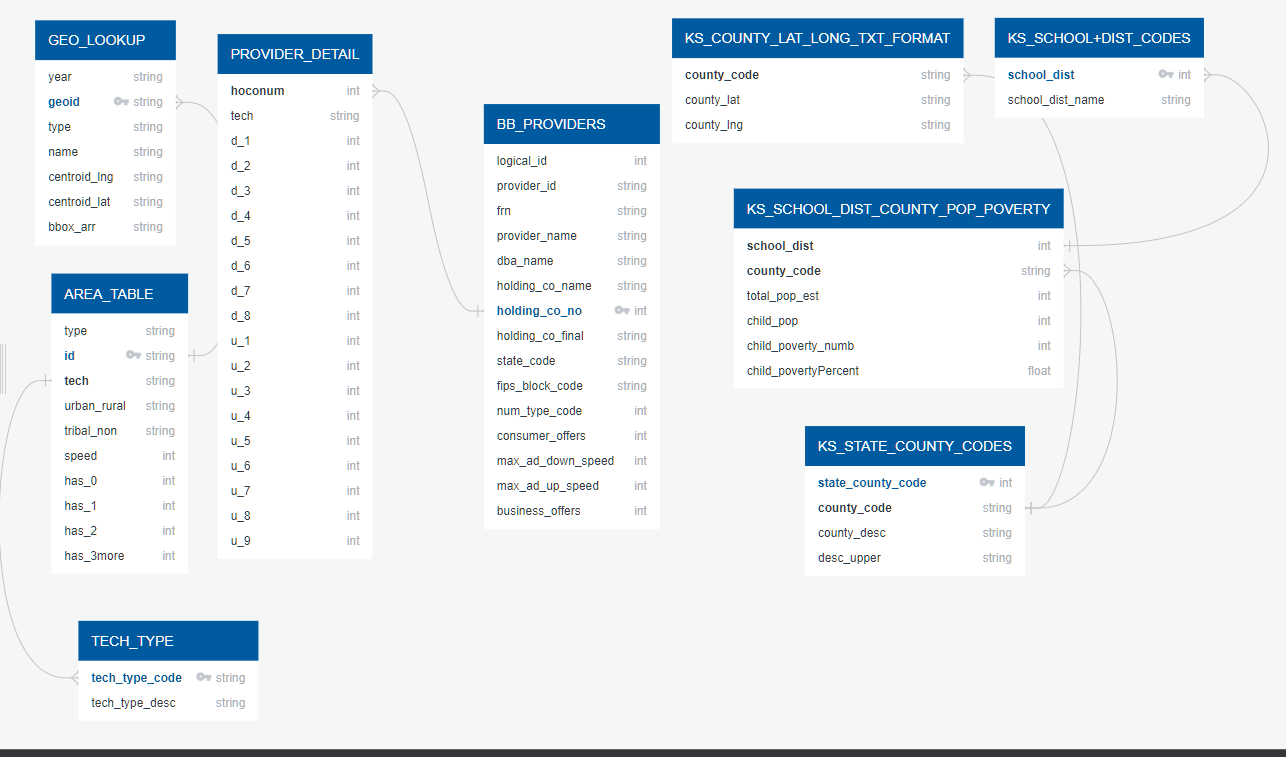 GEO_LOOKUP
year string
geoid string
type string
name string
centroid_lng string
centroid_lat string
bbox_arr string
AREA_TABLE
type string
id string
tech string
urban_rural string
tribal_non string
speed int
has_0 int
has_1 int
has_2 int
has_3more int
TECH_TYPE
tech_type_code string
tech_type_desc string
PROVIDER_DETAIL
hoconum int
tech string
d_1 int
d_2 int
d_3 int
d_4 int
d_5 int
d_6 int
d_7 int
d_8 int
u_1 int
u_2 int
u_3 int
u_4 int
u_5 int
u_6 int
u_7 int
u_8 int
u_9 int
BB_PROVIDERS
logical_id int
provider_id string
frn string
provider_name string
dba_name string
holding_co_name string
holding_co_no int
holding_co_final string
state_code string
fips_block_code string
num_type_code int
consumer_offers int
max_ad_down_speed int
max_ad_up_speed int
business_offers int
KS_COUNTY_LAT_LONG_TXT_FORMAT
county_code string
county_lat string
county_lng string
KS_SCHOOL+DIST_CODES
school_dist int
school_dist_name string
KS_SCHOOL_DIST_COUNTY_POP_POVERTY
school_dist int
county_code string
total_pop_est int
child_pop int
child_poverty_numb int
child_povertyPercent float
KS_STATE_COUNTY_CODES
state_county_code int
county_code string
county_desc string
desc_upper string